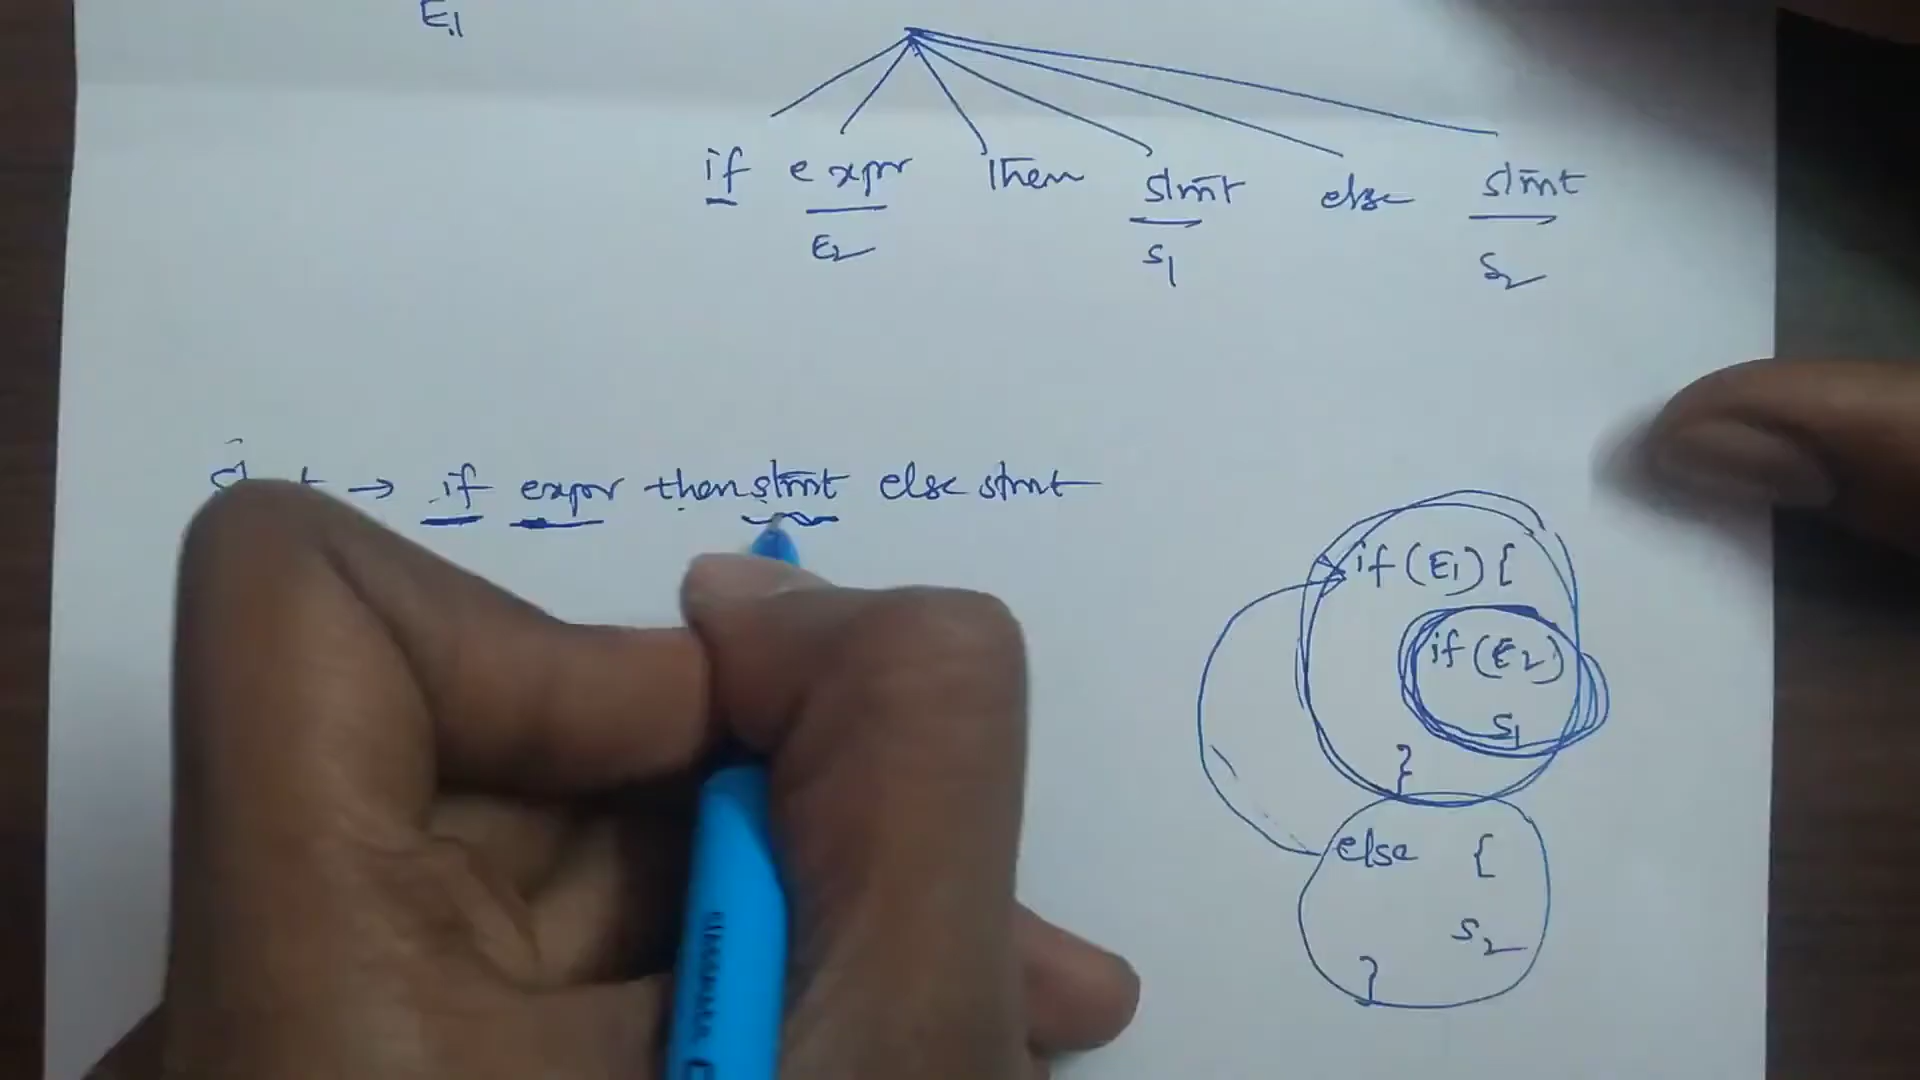 E1
if expr then stmt else stmt
E2 S1 S2
→ if expr then stmt else stmt
if (E1) {
if (E2)
S1
}
else {
S2
}